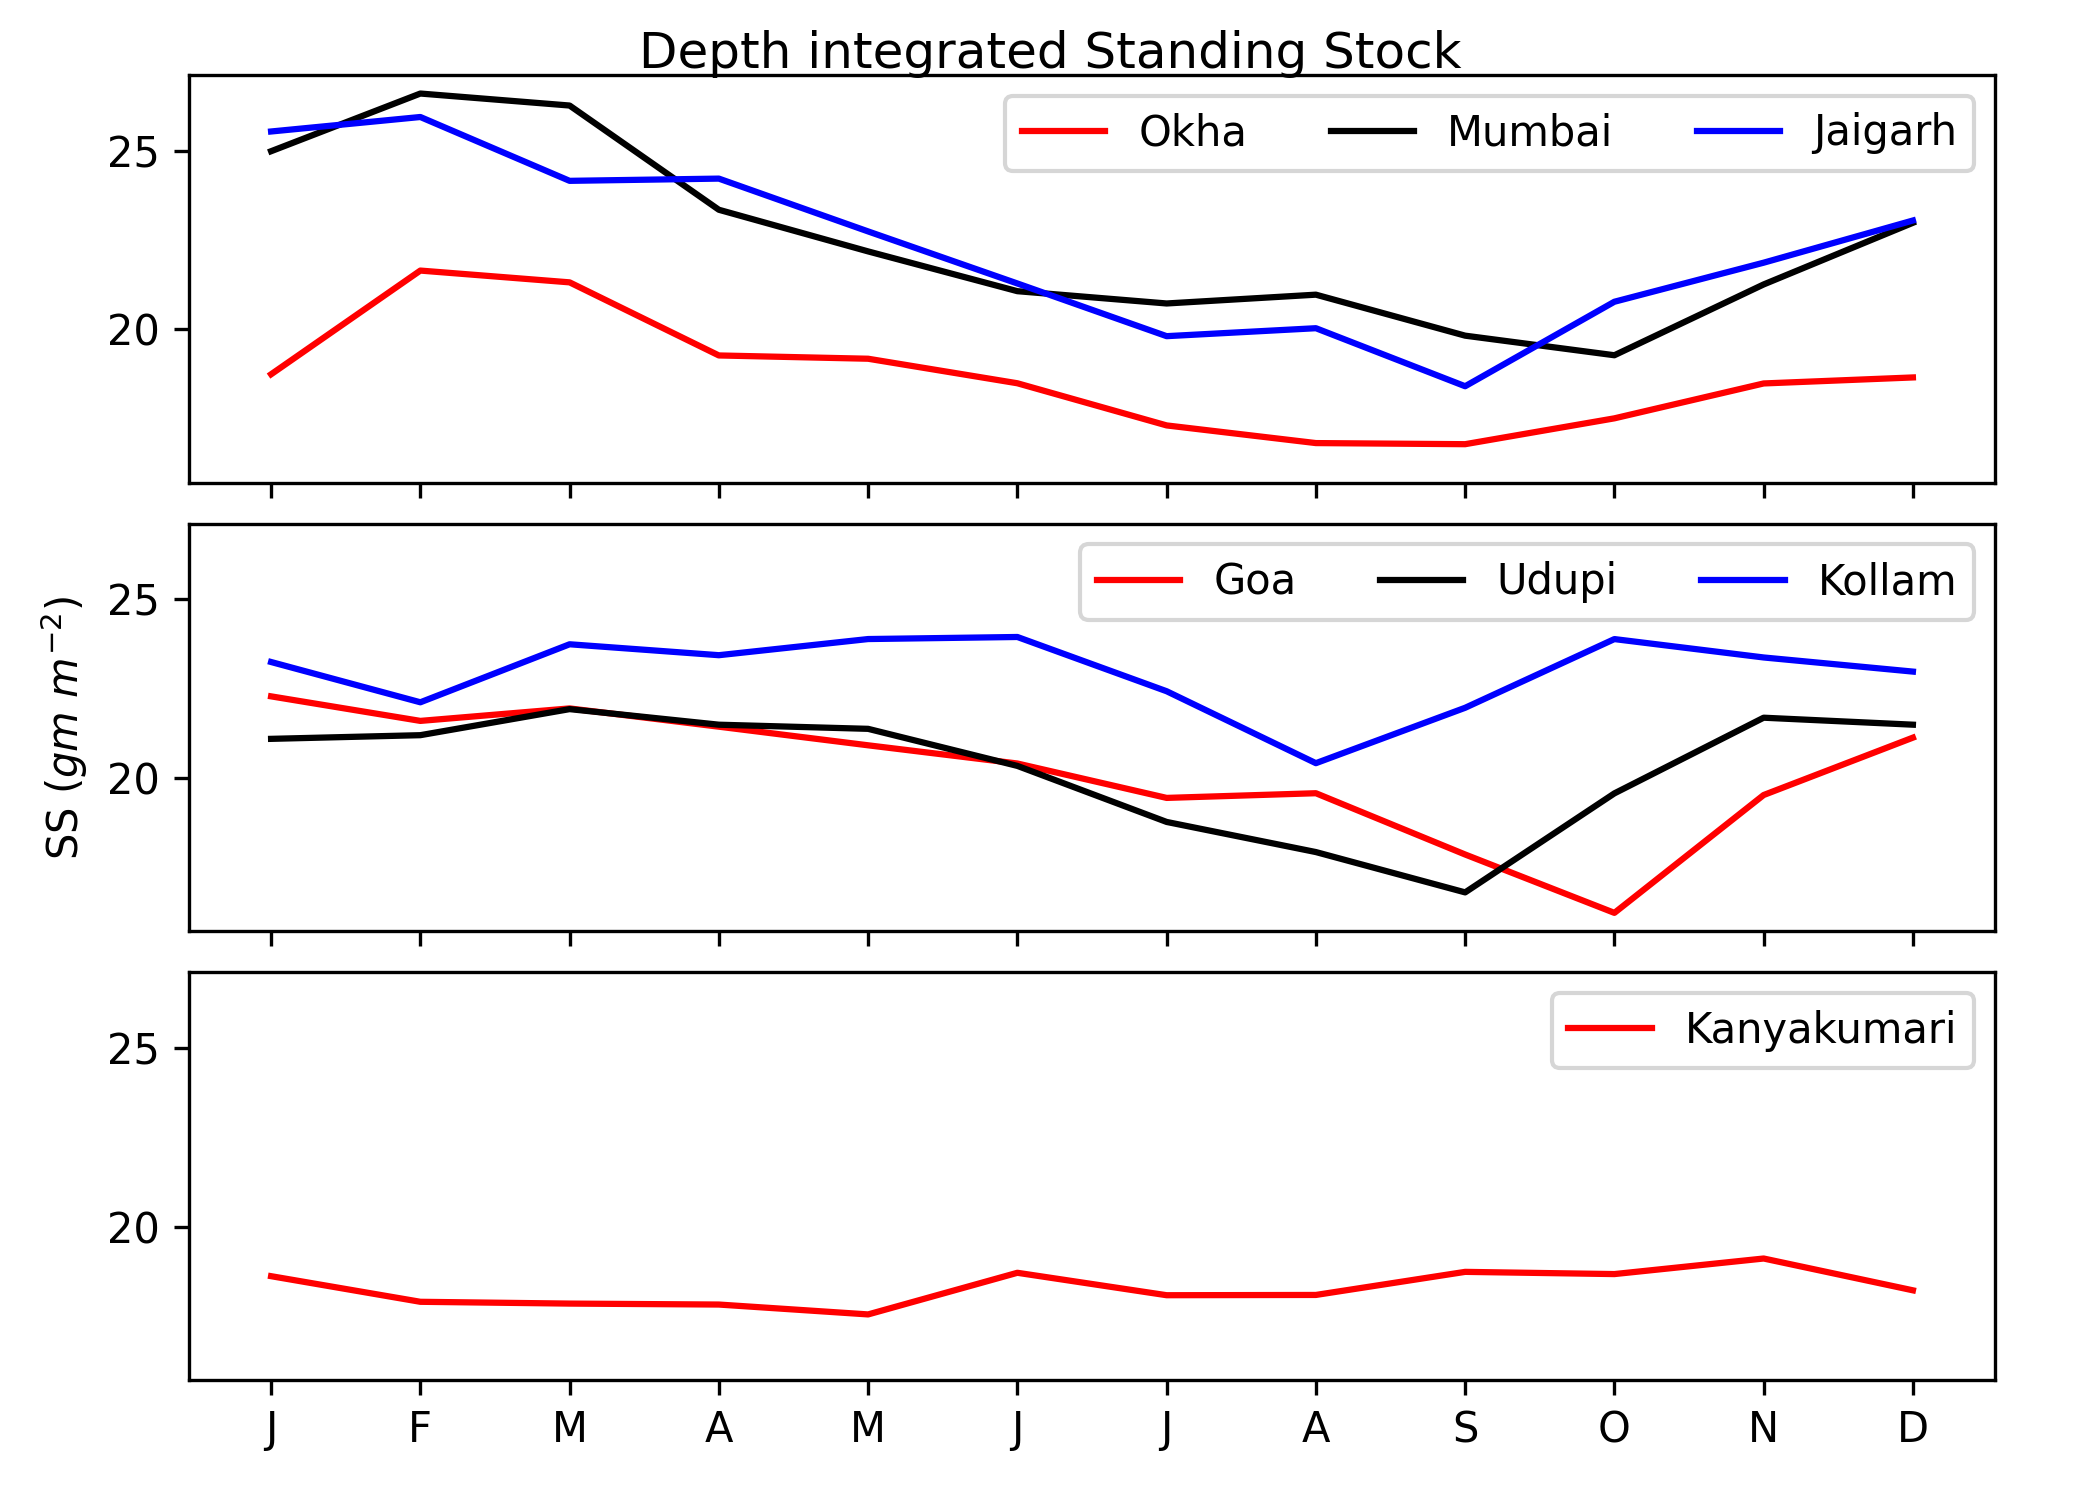 Depth integrated Standing Stock
25
20
Okha Mumbai Jaigarh
SS (gm m⁻²)
25
20
Goa Udupi Kollam
25
20
Kanyakumari
J F M A M J J A S O N D